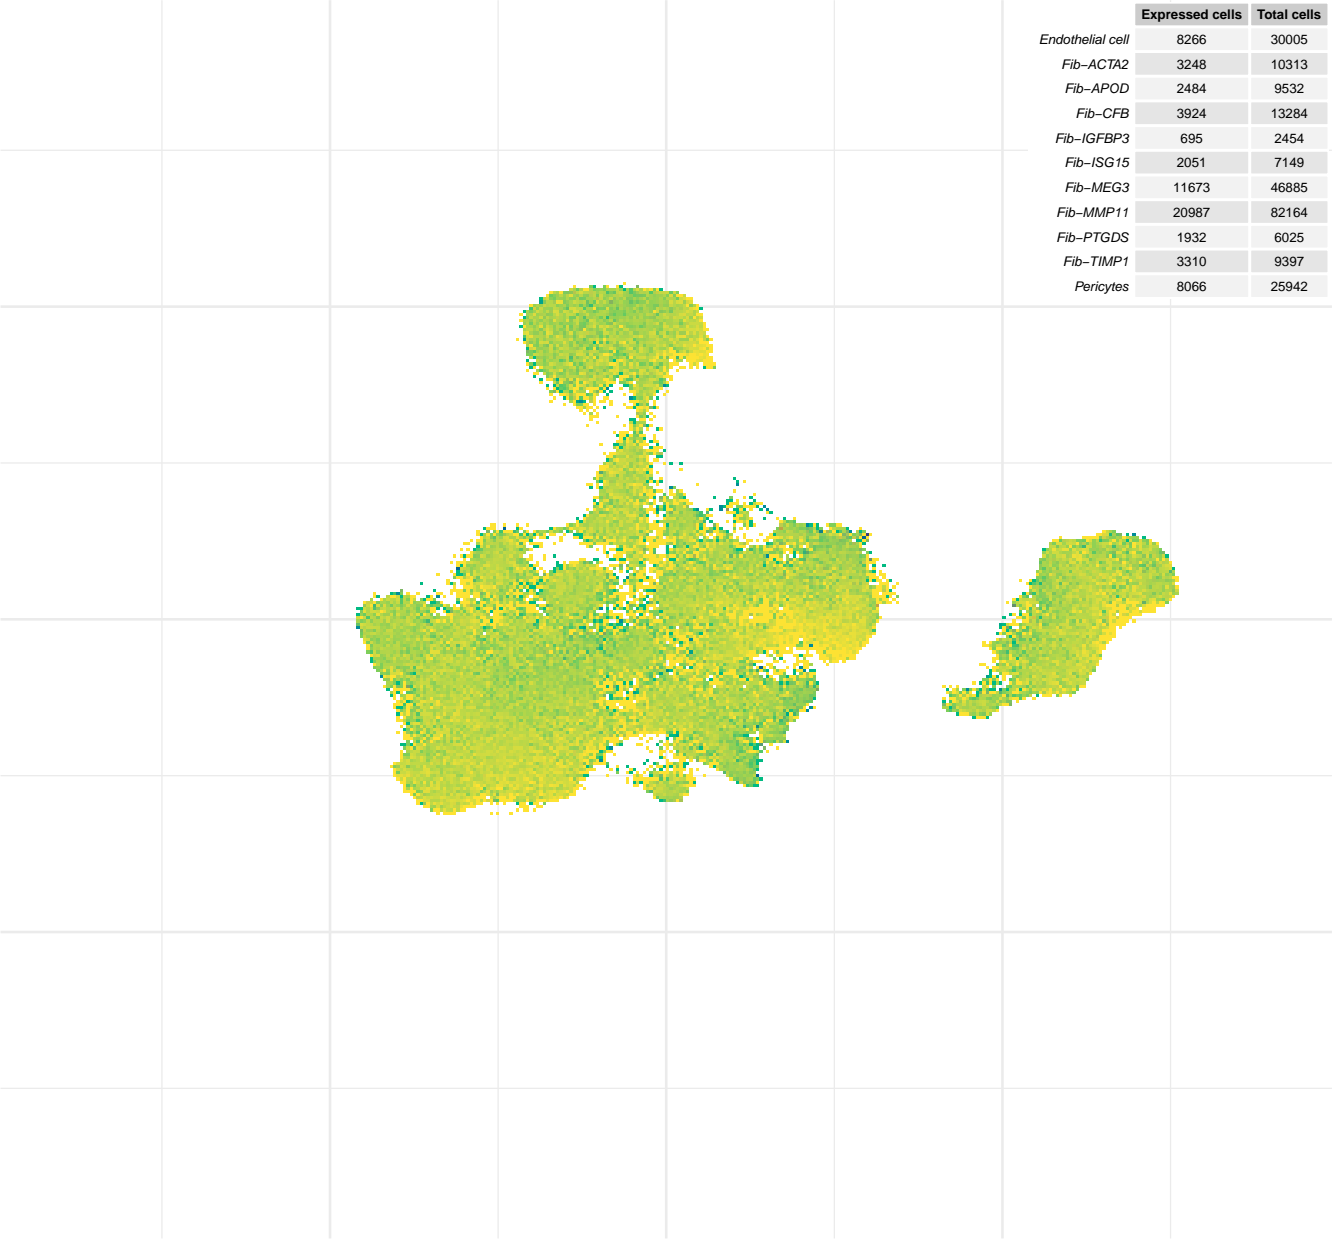 Expressed cells Total cells
Endothelial cell 8266 30005
Fib−ACTA2 3248 10313
Fib−APOD 2484 9532
Fib−CFB 3924 13284
Fib−IGFBP3 695 2454
Fib−ISG15 2051 7149
Fib−MEG3 11673 46885
Fib−MMP11 20987 82164
Fib−PTGDS 1932 6025
Fib−TIMP1 3310 9397
Pericytes 8066 25942